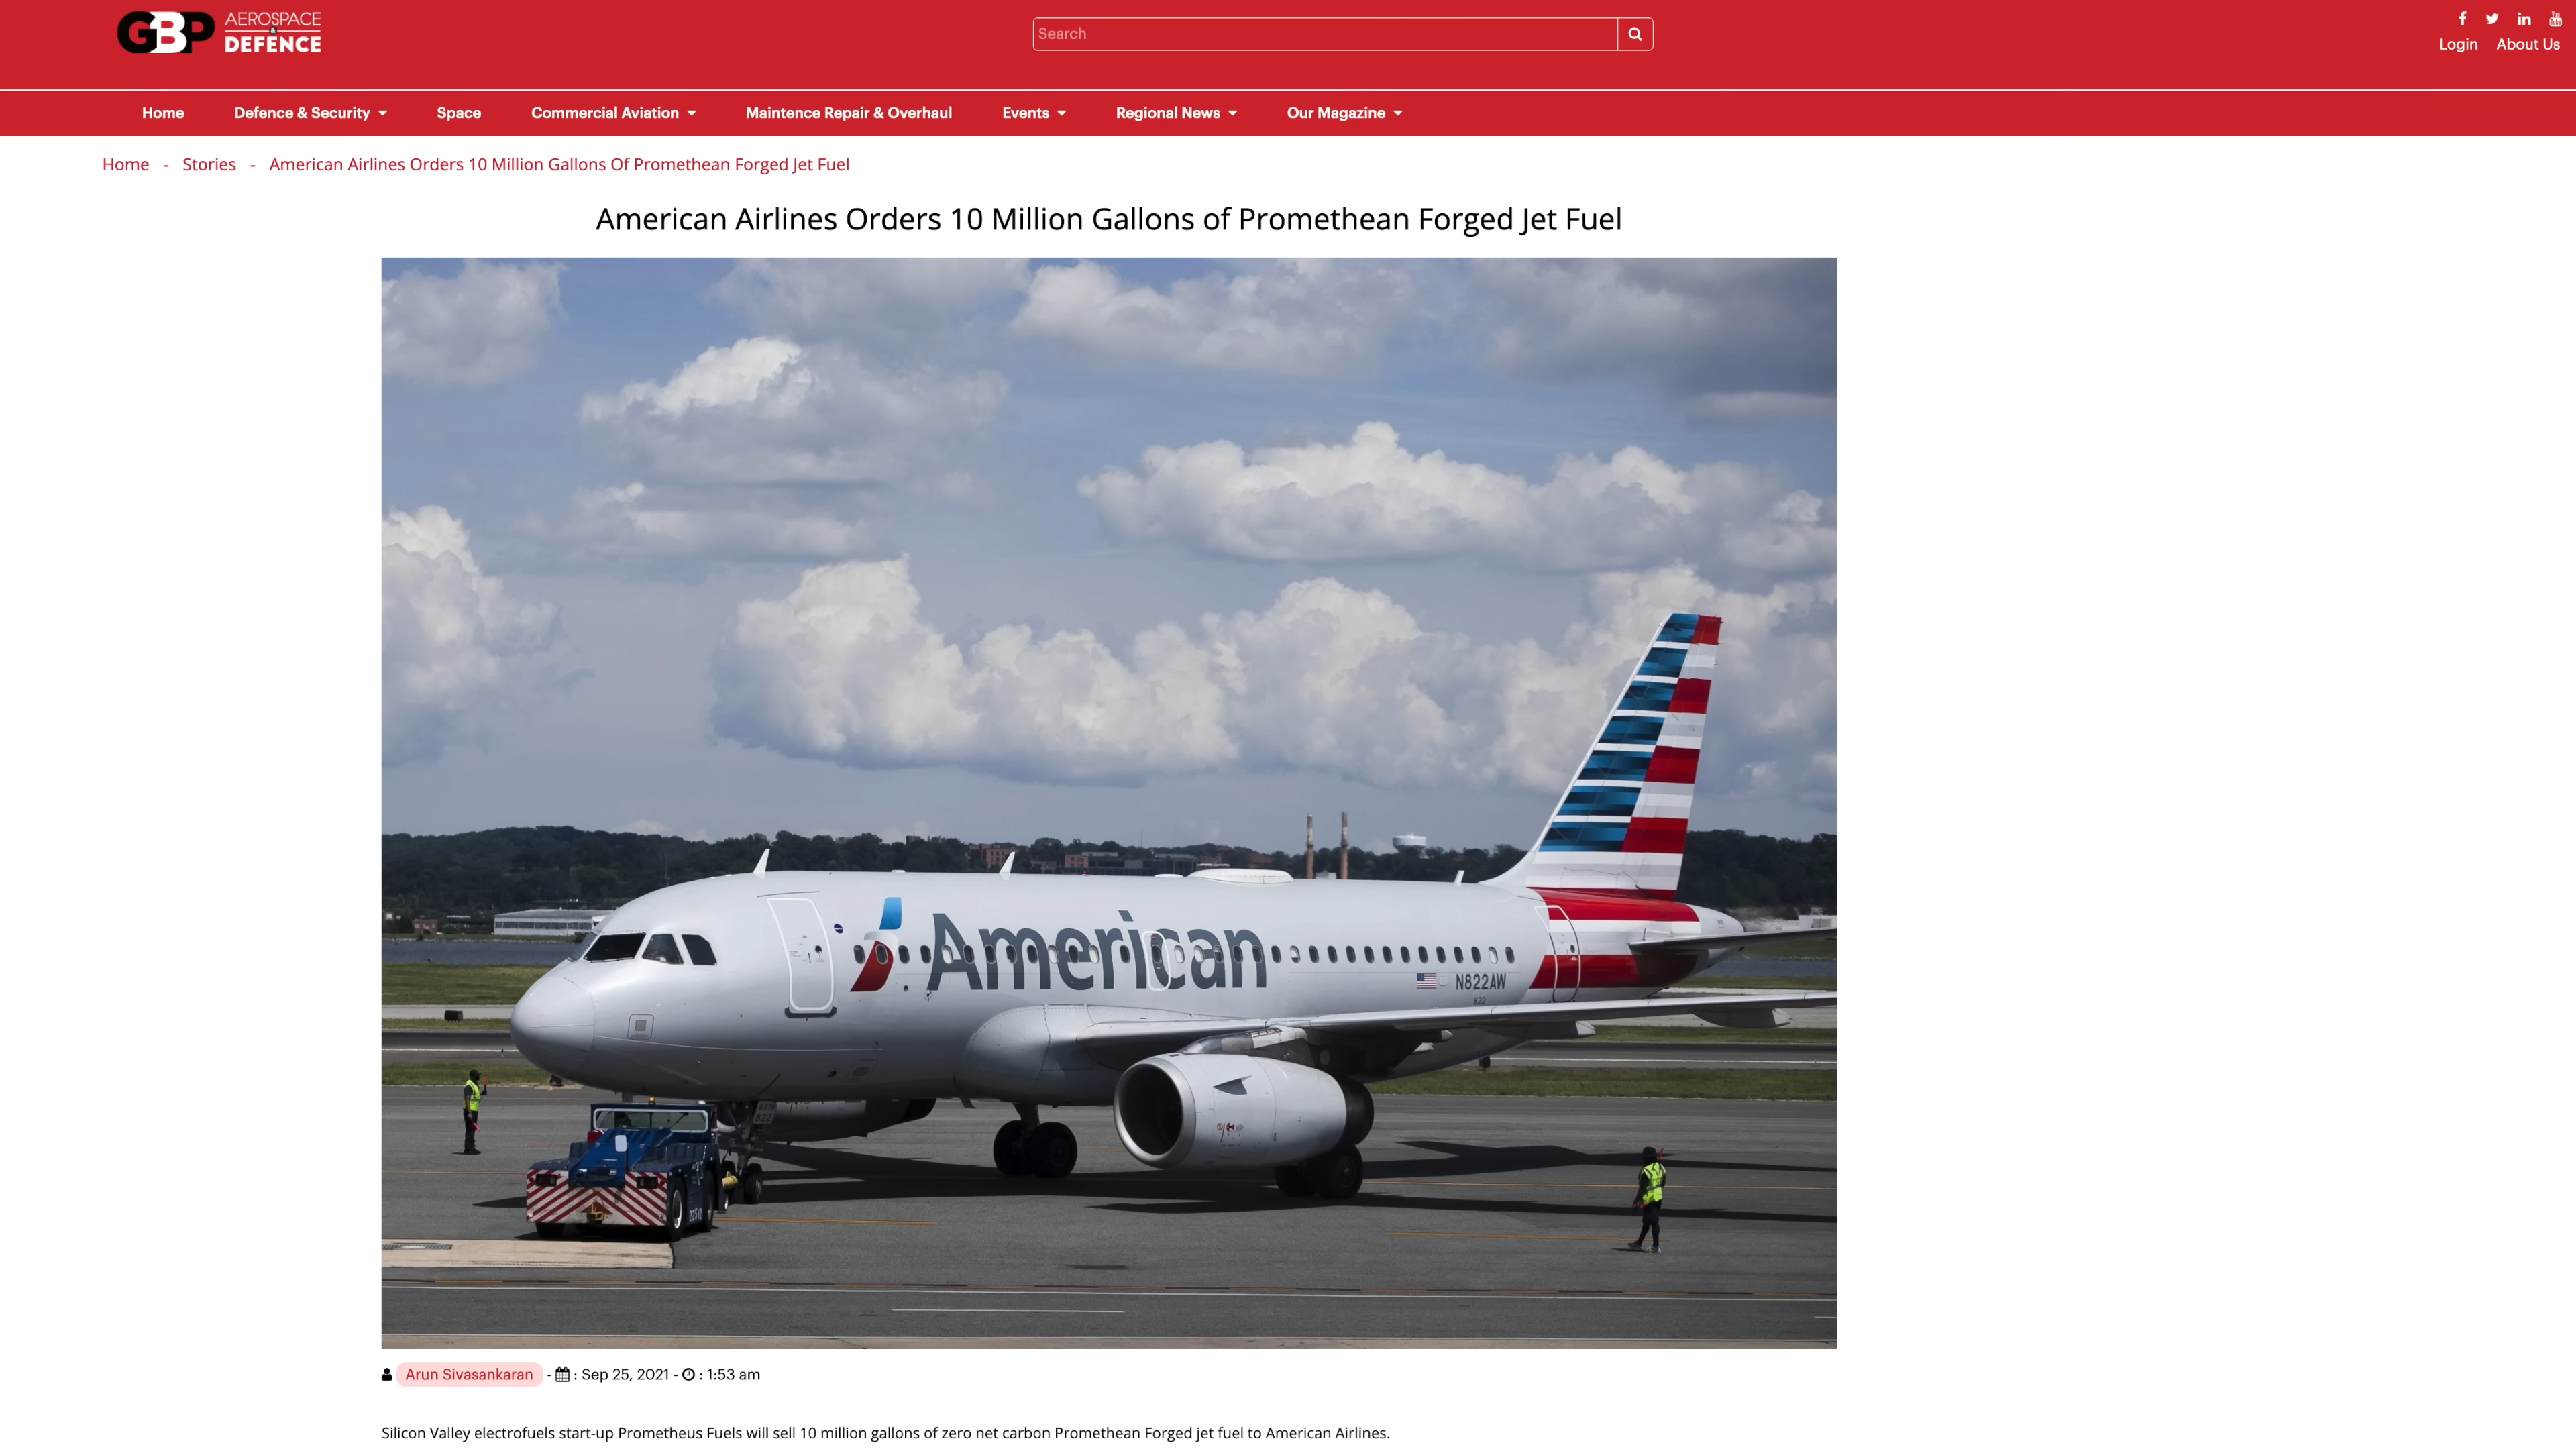 GBP AEROSPACE & DEFENCE
Search
Login About Us
Home Defence & Security Space Commercial Aviation Maintence Repair & Overhaul Events Regional News Our Magazine
Home - Stories - American Airlines Orders 10 Million Gallons Of Promethean Forged Jet Fuel
American Airlines Orders 10 Million Gallons of Promethean Forged Jet Fuel
American
N822AW
822
Arun Sivasankaran - : Sep 25, 2021 - : 1:53 am
Silicon Valley electrofuels start-up Prometheus Fuels will sell 10 million gallons of zero net carbon Promethean Forged jet fuel to American Airlines.